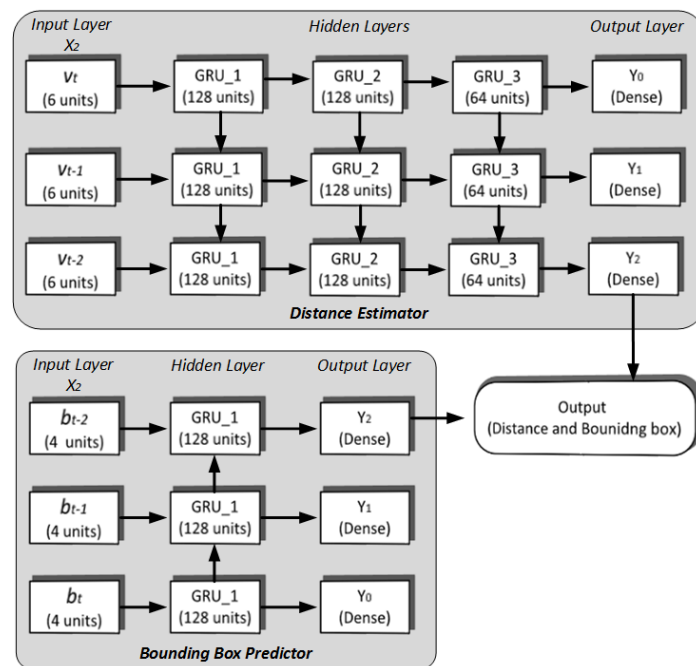 Input Layer
X2
Hidden Layers
Output Layer
Vt
(6 units)
GRU_1
(128 units)
GRU_2
(128 units)
GRU_3
(64 units)
Y0
(Dense)
Vt-1
(6 units)
GRU_1
(128 units)
GRU_2
(128 units)
GRU_3
(64 units)
Y1
(Dense)
Vt-2
(6 units)
GRU_1
(128 units)
GRU_2
(128 units)
GRU_3
(64 units)
Y2
(Dense)
Distance Estimator
Input Layer
X2
Hidden Layer
Output Layer
bt-2
(4 units)
GRU_1
(128 units)
Y2
(Dense)
Output
(Distance and Bounidng box)
bt-1
(4 units)
GRU_1
(128 units)
Y1
(Dense)
bt
(4 units)
GRU_1
(128 units)
Y0
(Dense)
Bounding Box Predictor